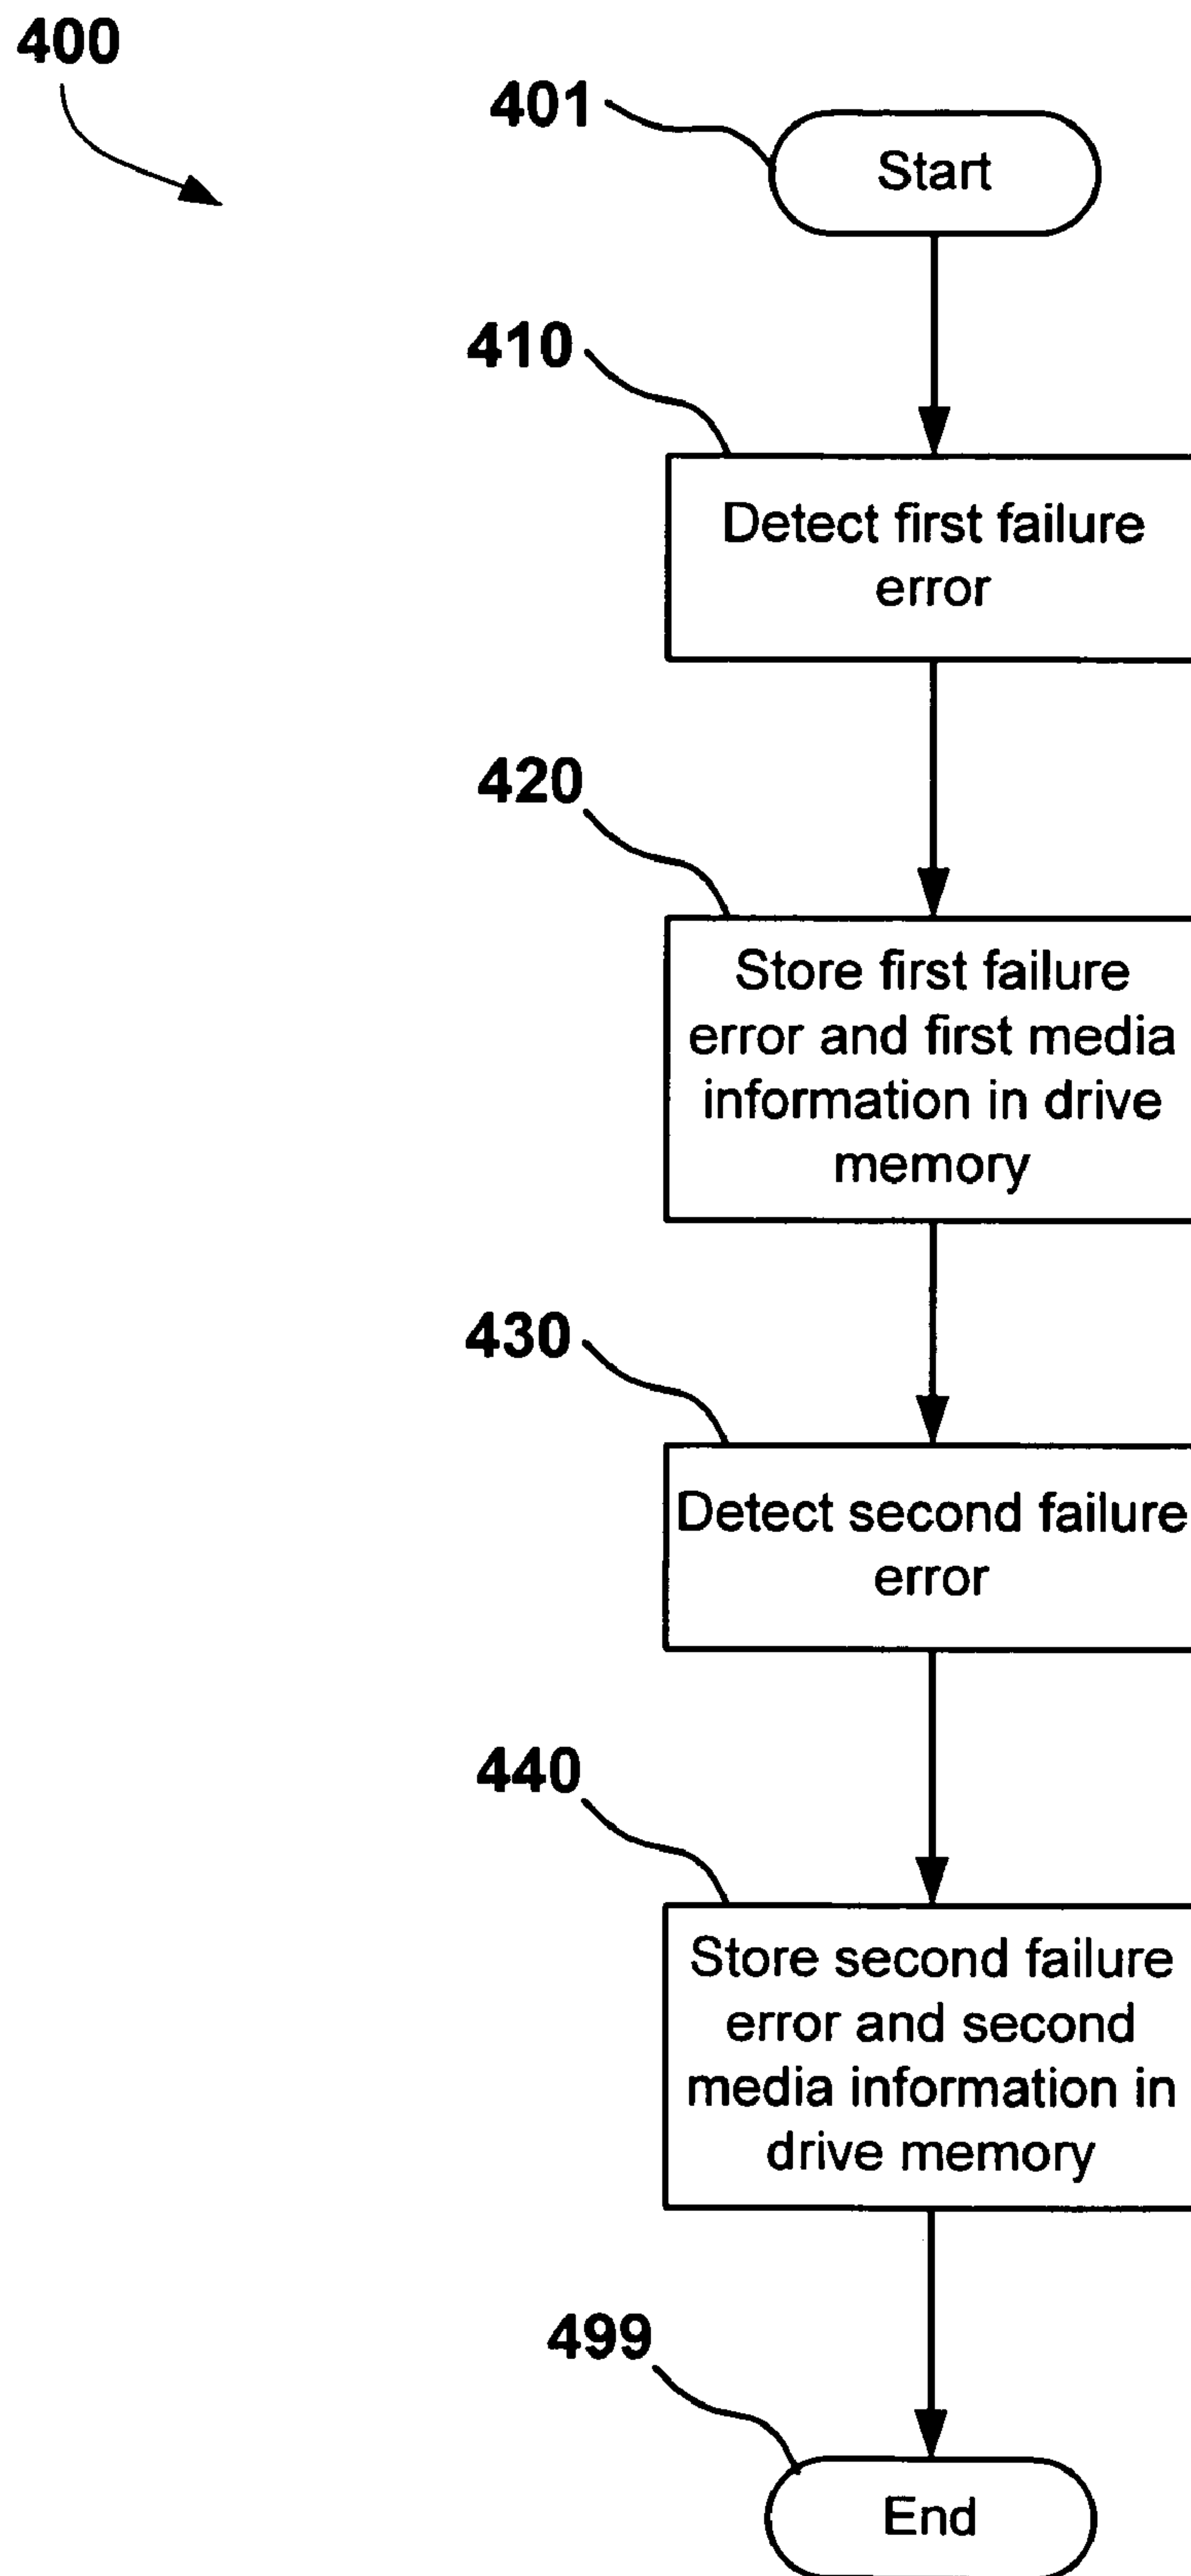 400
401
Start
410
Detect first failure
error
420
Store first failure
error and first media
information in drive
memory
430
Detect second failure
error
440
Store second failure
error and second
media information in
drive memory
499
End